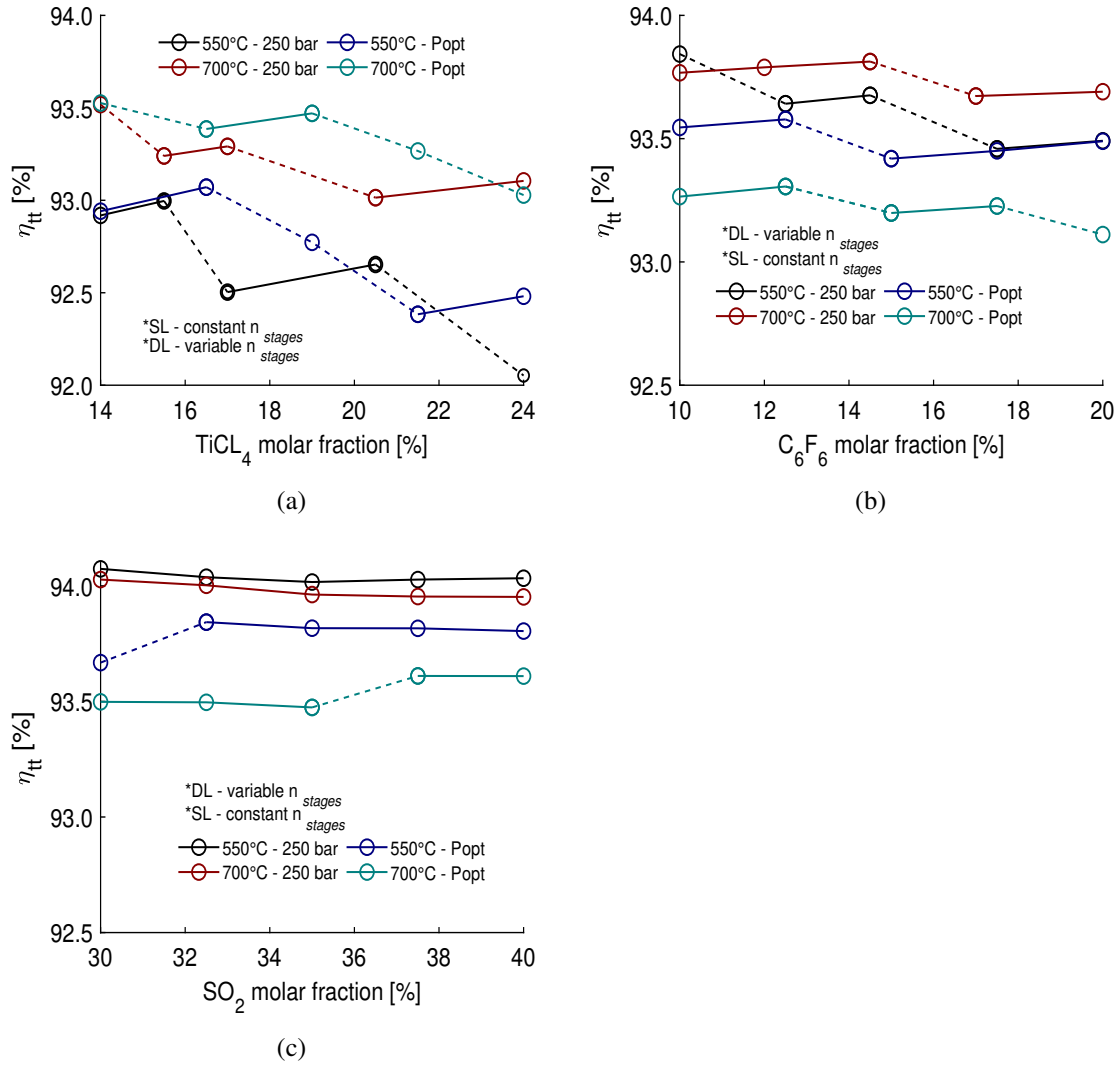 94.0
93.5
93.0
92.5
92.0
η_tt [%]
550°C - 250 bar 550°C - Popt
700°C - 250 bar 700°C - Popt
*SL - constant n_stages
*DL - variable n_stages
14 16 18 20 22 24
TiCL_4 molar fraction [%]
(a)
94.0
93.5
93.0
92.5
η_tt [%]
*DL - variable n_stages
*SL - constant n_stages
550°C - 250 bar 550°C - Popt
700°C - 250 bar 700°C - Popt
10 12 14 16 18 20
C_6F_6 molar fraction [%]
(b)
94.0
93.5
93.0
92.5
η_tt [%]
*DL - variable n_stages
*SL - constant n_stages
550°C - 250 bar 550°C - Popt
700°C - 250 bar 700°C - Popt
30 32 34 36 38 40
SO_2 molar fraction [%]
(c)